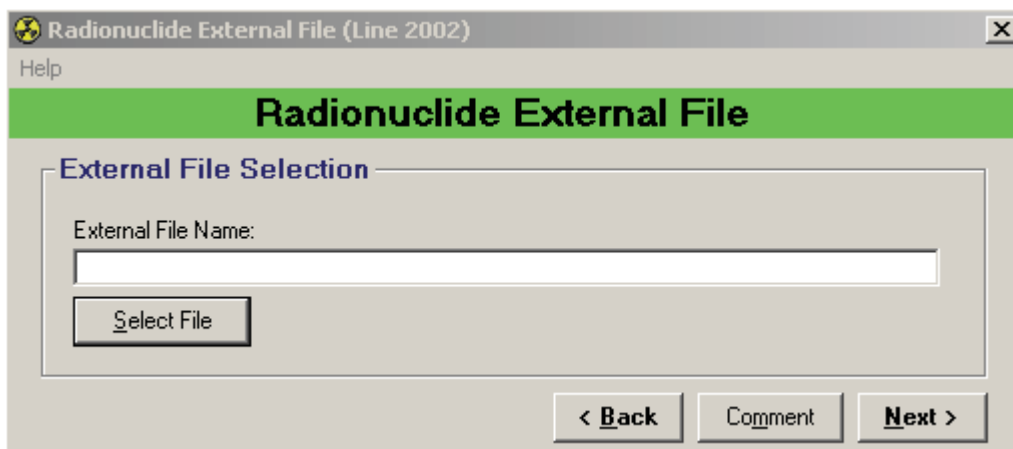 Radionuclide External File (Line 2002)
Help
Radionuclide External File
External File Selection
External File Name:
Select File
< Back Comment Next >